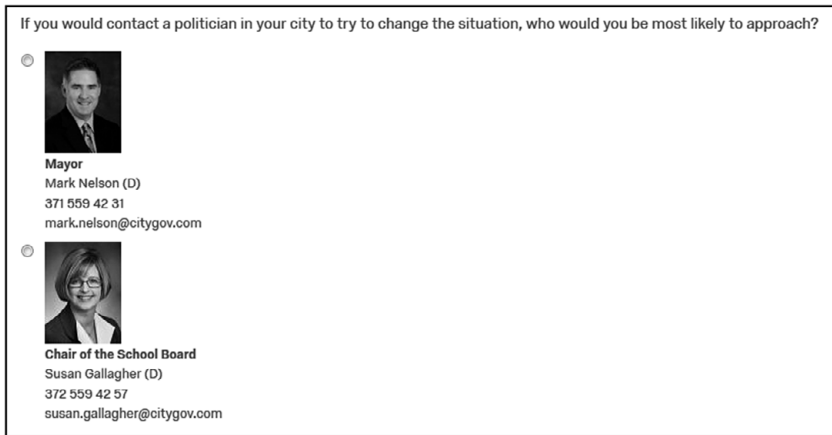 If you would contact a politician in your city to try to change the situation, who would you be most likely to approach?
Mayor
Mark Nelson (D)
371 559 42 31
mark.nelson@citygov.com
Chair of the School Board
Susan Gallagher (D)
372 559 42 57
susan.gallagher@citygov.com